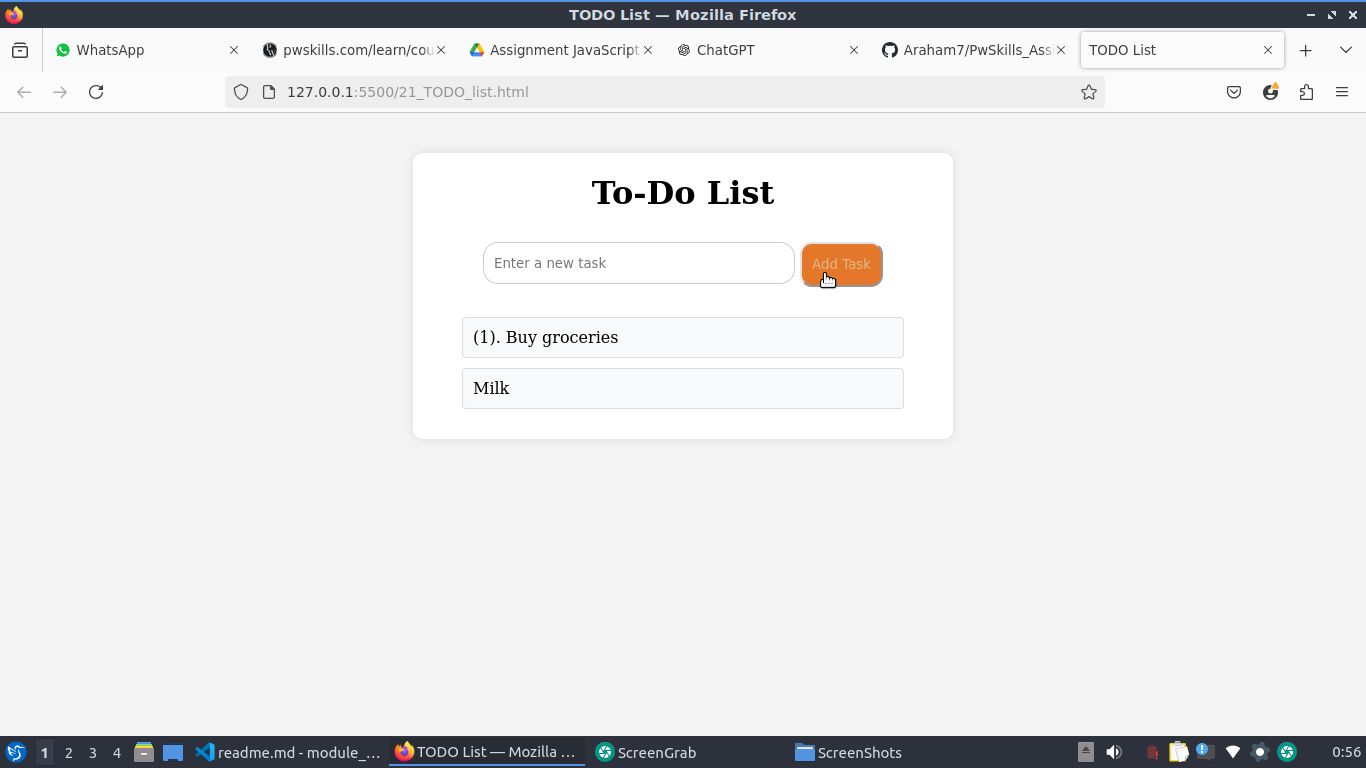 TODO List — Mozilla Firefox
WhatsApp
pwskills.com/learn/cou
Assignment JavaScript
ChatGPT
Araham7/PwSkills_Ass
TODO List
127.0.0.1:5500/21_TODO_list.html
To-Do List
Enter a new task
Add Task
(1). Buy groceries
Milk
1 2 3 4
readme.md - module_...
TODO List — Mozilla ...
ScreenGrab
ScreenShots
0:56